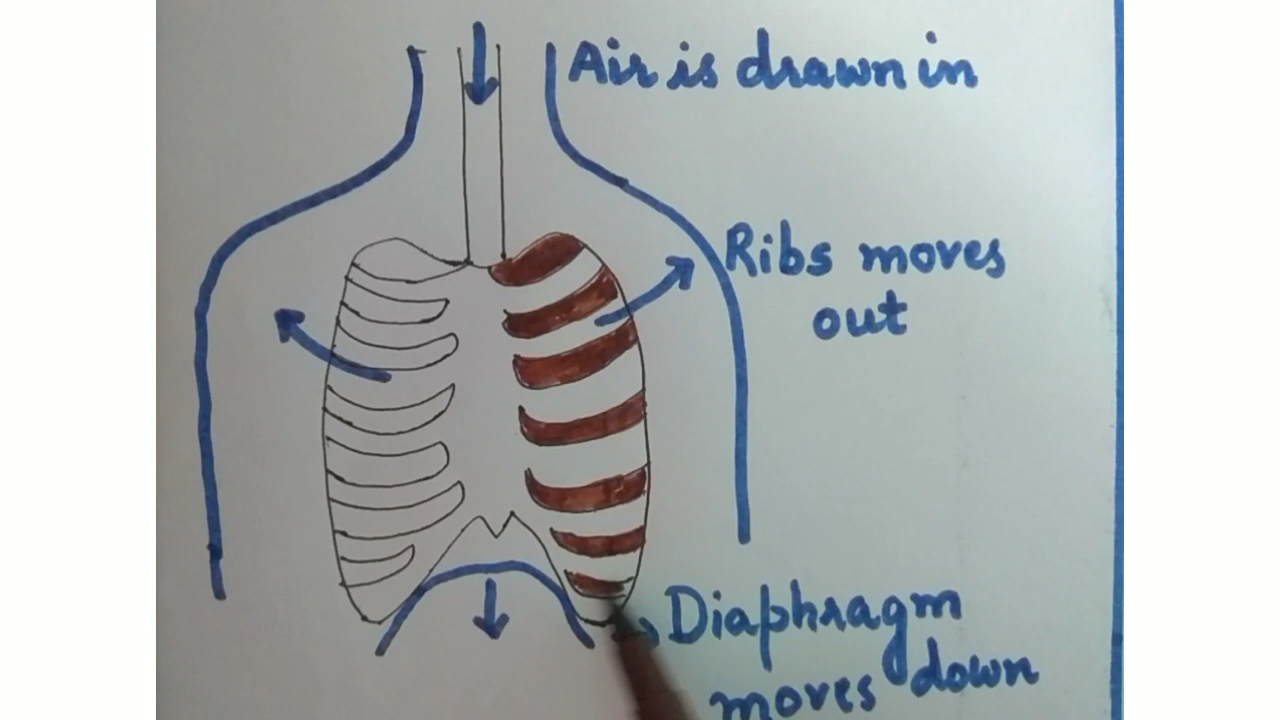 Air is drawn in
Ribs moves
out
Diaphragm
moves down